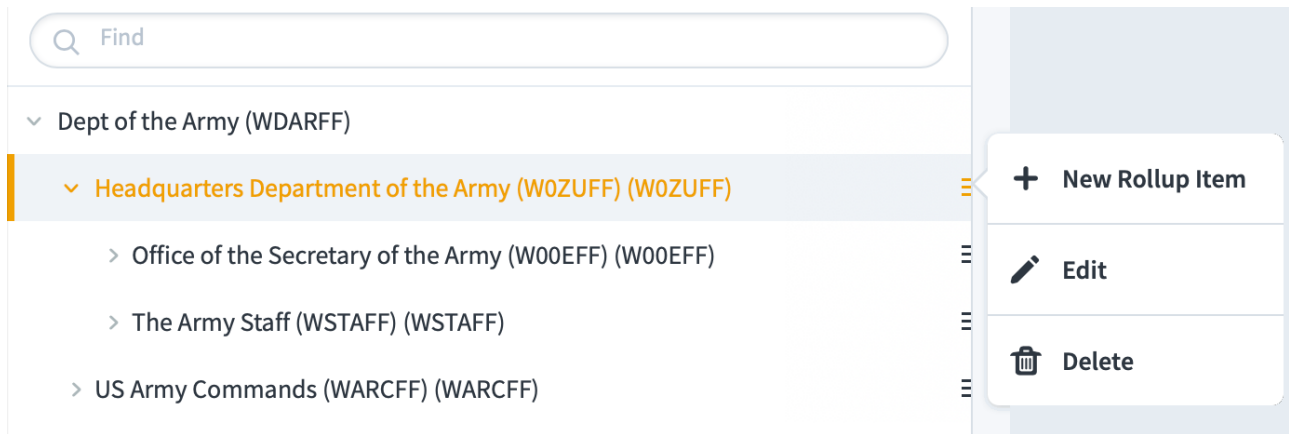 Find
Dept of the Army (WDARFF)
Headquarters Department of the Army (W0ZUFF) (W0ZUFF)
Office of the Secretary of the Army (W00EFF) (W00EFF)
The Army Staff (WSTAFF) (WSTAFF)
US Army Commands (WARCFF) (WARCFF)
New Rollup Item
Edit
Delete